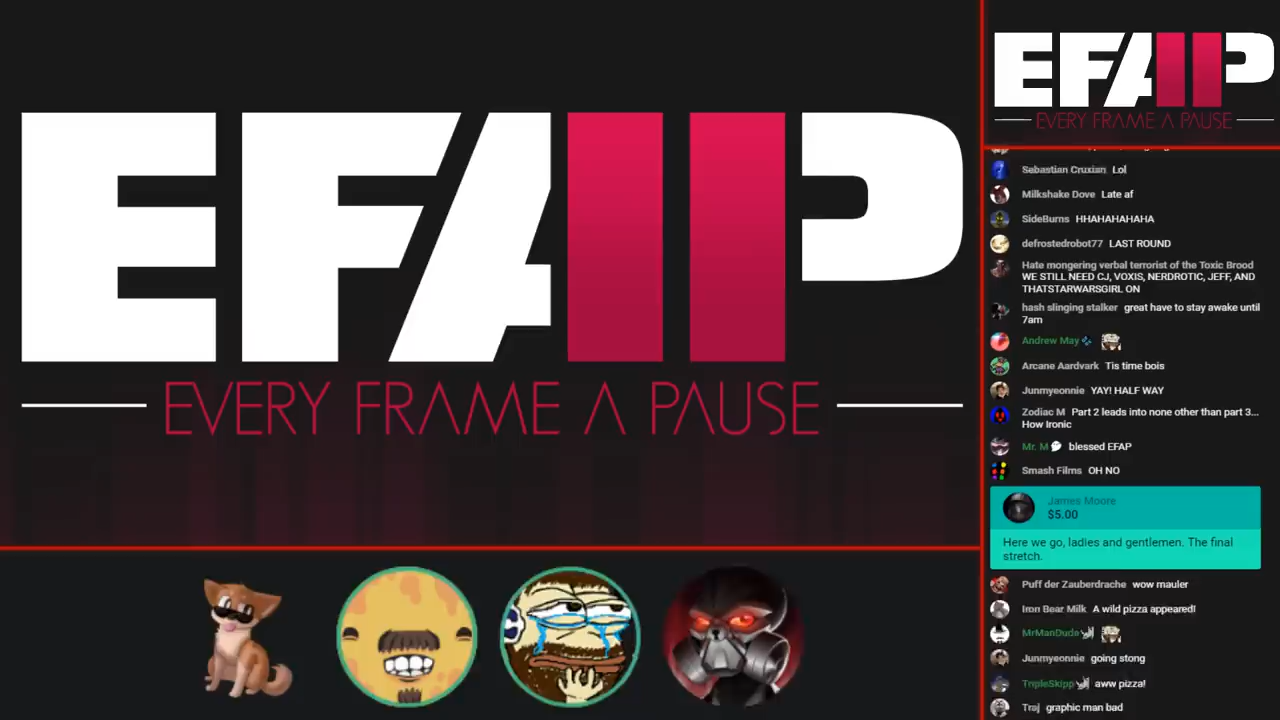 EFAP
EVERY FRAME A PAUSE
EFAP
EVERY FRAME A PAUSE
Sebastian Cruxian Lol
Milkshake Dove Late af
SideBurns HHAHAHAHAHA
defrostedrobot77 LAST ROUND
Hate mongering verbal terrorist of the Toxic Brood
WE STILL NEED CJ, VOXIS, NERDROTIC, JEFF, AND
THATSTARWARSGIRL ON
hash slinging stalker great have to stay awake until
7am
Andrew May
Arcane Aardvark Tis time bois
Junmyeonnie YAY! HALF WAY
Zodiac M Part 2 leads into none other than part 3...
How Ironic
Mr. M blessed EFAP
Smash Films OH NO
James Moore
$5.00
Here we go, ladies and gentlemen. The final
stretch.
Puff der Zauberdrache wow mauler
Iron Bear Milk A wild pizza appeared!
MrManDude
Junmyeonnie going stong
TripleSkipp aww pizza!
Traj graphic man bad